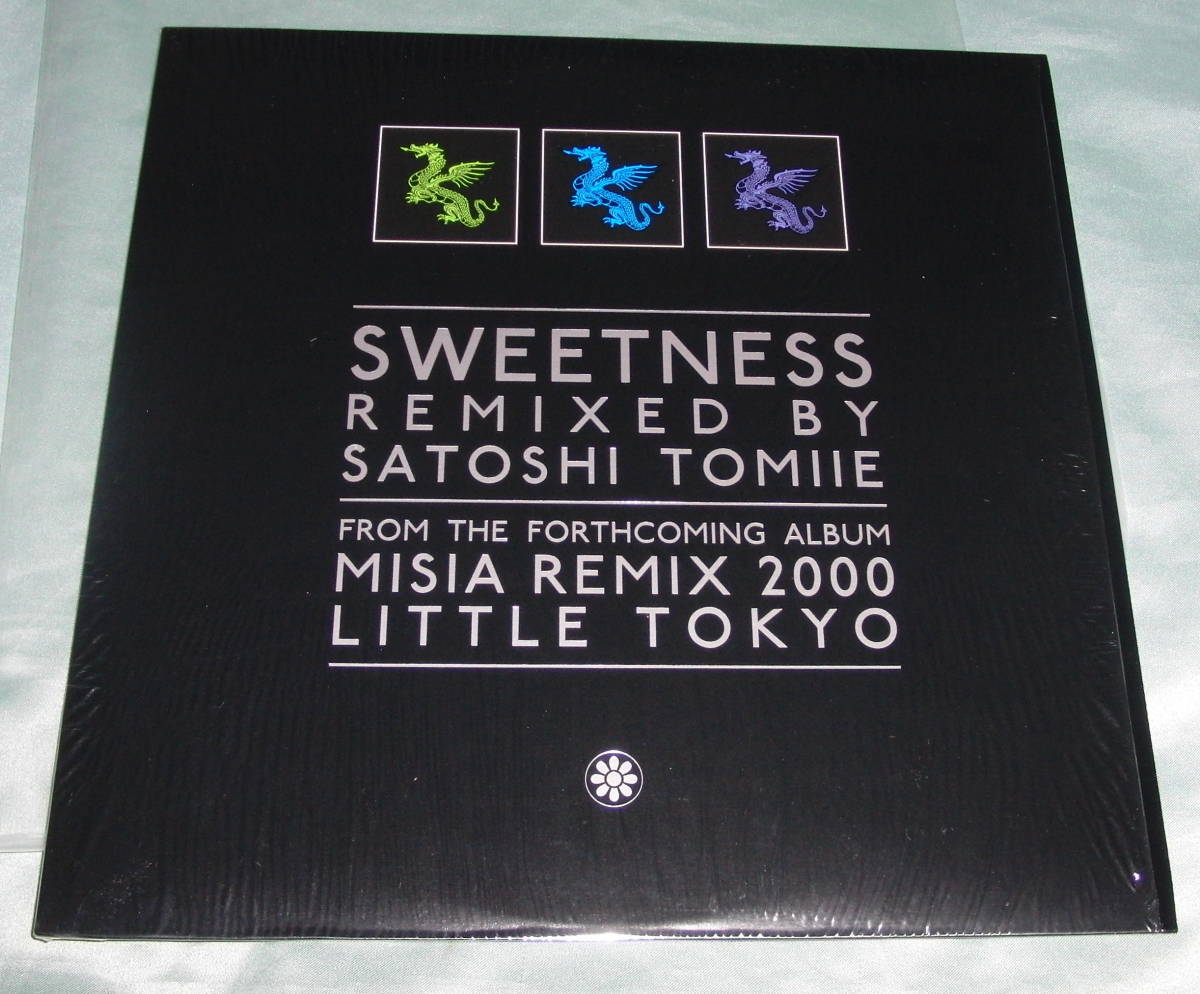 SWEETNESS
REMIXED BY
SATOSHI TOMIIE
FROM THE FORTHCOMING ALBUM
MISIA REMIX 2000
LITTLE TOKYO